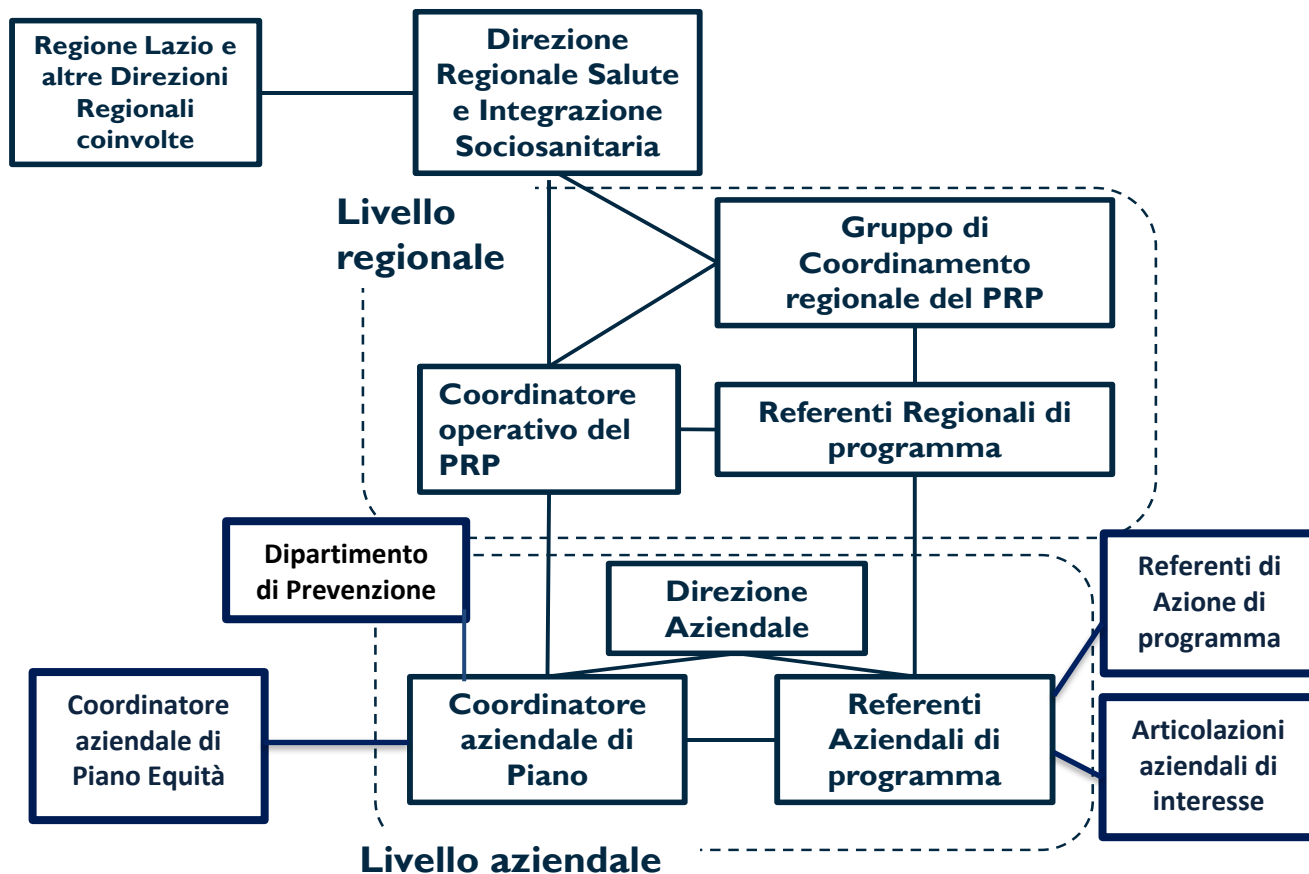 Regione Lazio e
altre Direzioni
Regionali
coinvolte
Direzione
Regionale Salute
e Integrazione
Sociosanitaria
Livello
regionale
Gruppo di
Coordinamento
regionale del PRP
Coordinatore
operativo del
PRP
Referenti Regionali di
programma
Dipartimento
di Prevenzione
Direzione
Aziendale
Referenti di
Azione di
programma
Coordinatore
aziendale di
Piano Equità
Coordinatore
aziendale di
Piano
Referenti
Aziendali di
programma
Articolazioni
aziendali di
interesse
Livello aziendale